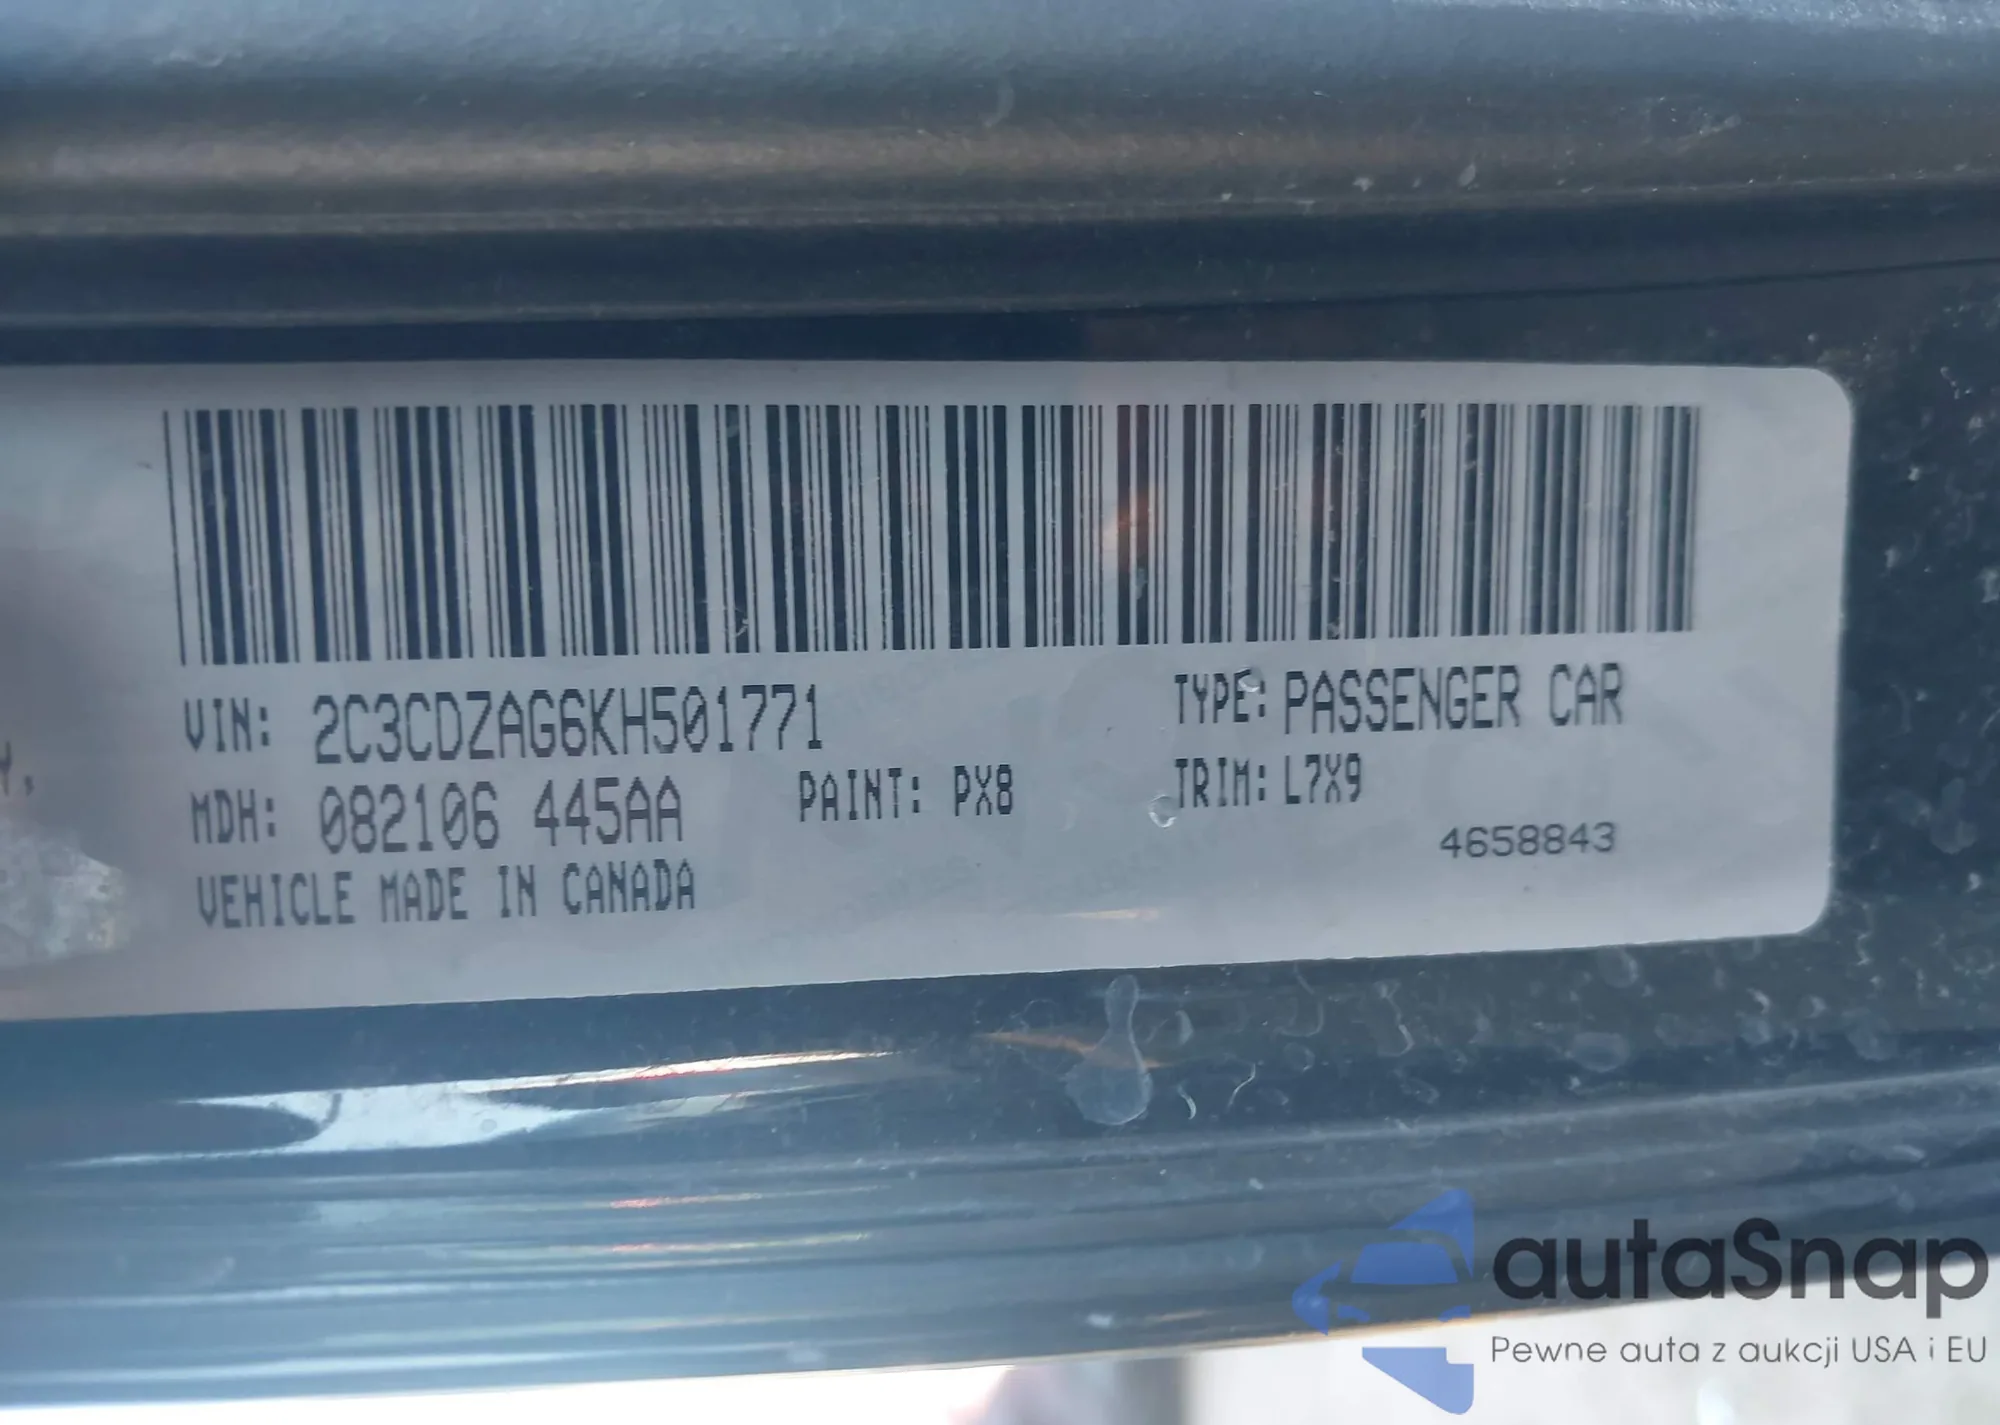 VIN: 2C3CDZAG6KH501771
TYPE: PASSENGER CAR
MDH: 082106 445AA
PAINT: PX8
TRIM: L7X9
4658843
VEHICLE MADE IN CANADA
autaSnap
Pewne auta z aukcji USA i EU